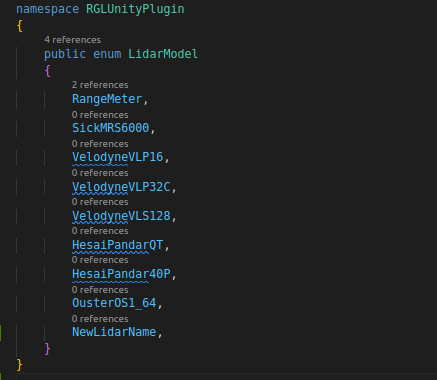 namespace RGLUnityPlugin
{
4 references
public enum LidarModel
{
2 references
RangeMeter,
0 references
SickMRS6000,
0 references
VelodyneVLP16,
0 references
VelodyneVLP32C,
0 references
VelodyneVLS128,
0 references
HesaiPandarQT,
0 references
HesaiPandar40P,
0 references
OusterOS1_64,
0 references
NewLidarName,
}
}